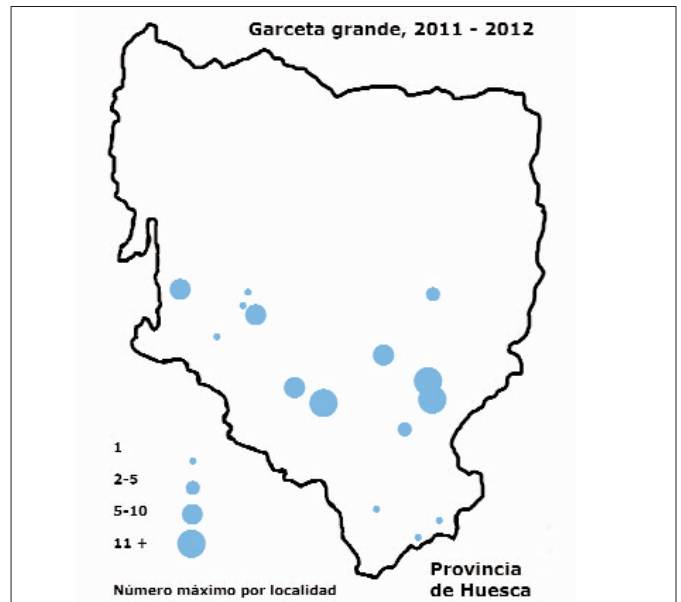 Garceta grande, 2011 - 2012
1
2-5
5-10
11 +
Número máximo por localidad
Provincia
de Huesca